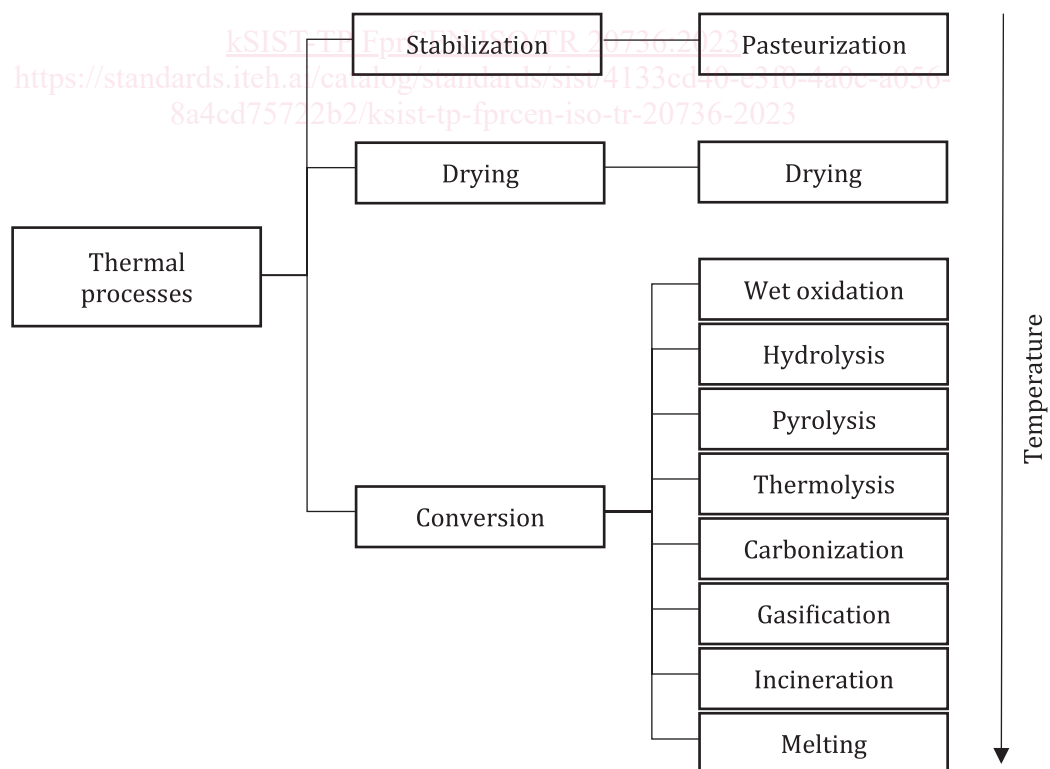 kSIST-TP FprCEN ISO/TR 20736:2023
https://standards.iteh.ai/catalog/standards/sist/4133cd40-e3f0-4a0c-a056-
8a4cd75722b2/ksist-tp-fprcen-iso-tr-20736-2023
Stabilization
Pasteurization
Drying
Drying
Thermal
processes
Conversion
Wet oxidation
Hydrolysis
Pyrolysis
Thermolysis
Carbonization
Gasification
Incineration
Melting
Temperature